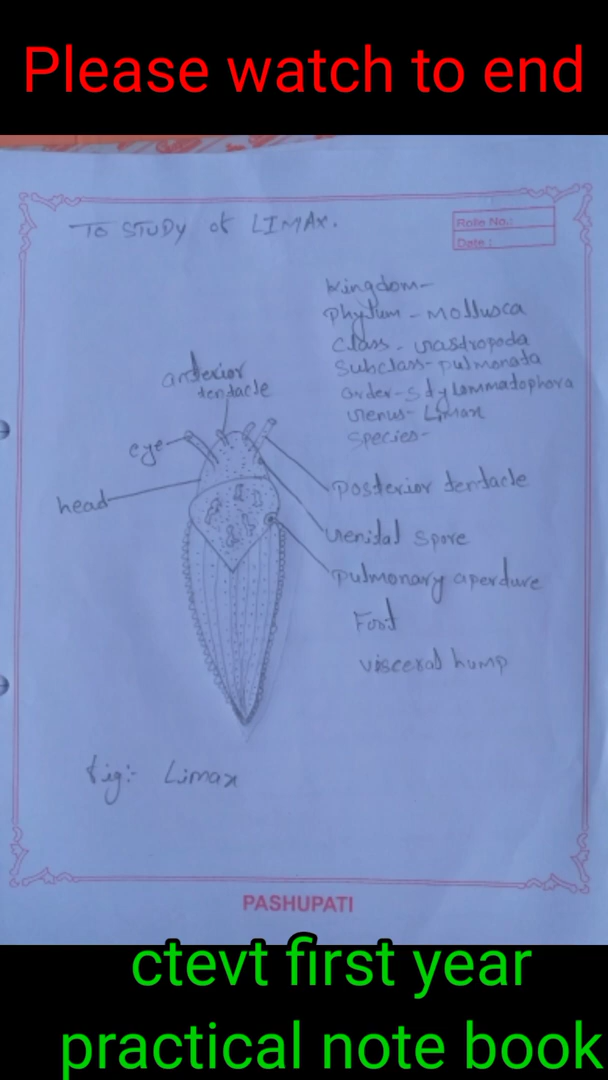 Please watch to end
TO STUDY of LIMAX.
Rolle No.:
Date :
Kingdom-
Phylum - Mollusca
Class - Gastropoda
Subclass- pulmonata
Order- Stylommatophora
Genus- Limax
Species-
anterior
tentacle
eye
head
posterior tentacle
Genital spore
pulmonary aperture
Foot
visceral hump
fig:- Limax
PASHUPATI
ctevt first year
practical note book